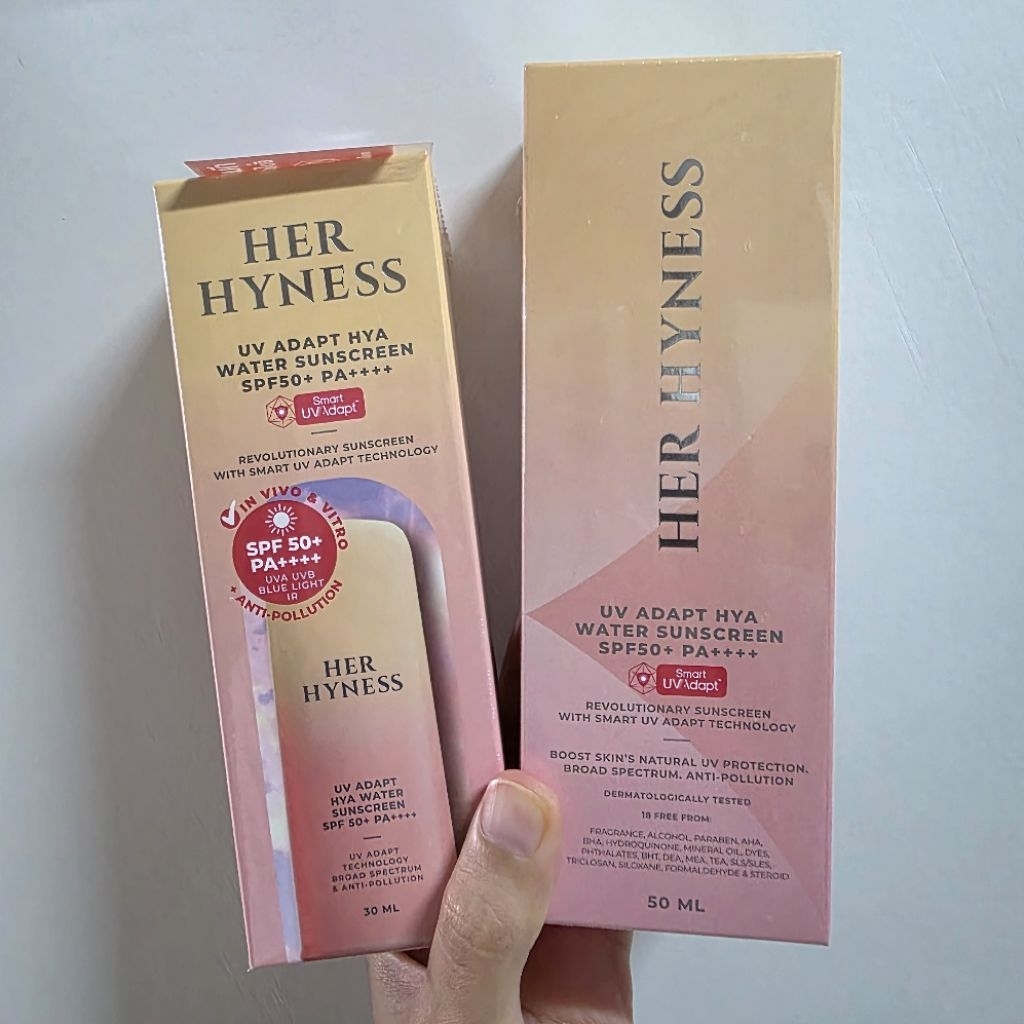 HER
HYNESS
UV ADAPT HYA
WATER SUNSCREEN
SPF50+ PA++++
Smart
UV Adapt™
REVOLUTIONARY SUNSCREEN
WITH SMART UV ADAPT TECHNOLOGY
IN VIVO & VITRO
SPF 50+
PA++++
UVA UVB
BLUE LIGHT
IR
+ ANTI-POLLUTION
HER
HYNESS
UV ADAPT
HYA WATER
SUNSCREEN
SPF 50+ PA++++
UV ADAPT
TECHNOLOGY
BROAD SPECTRUM
& ANTI-POLLUTION
30 ML
HER HYNESS
UV ADAPT HYA
WATER SUNSCREEN
SPF50+ PA++++
Smart
UV Adapt™
REVOLUTIONARY SUNSCREEN
WITH SMART UV ADAPT TECHNOLOGY
BOOST SKIN'S NATURAL UV PROTECTION.
BROAD SPECTRUM. ANTI-POLLUTION
DERMATOLOGICALLY TESTED
18 FREE FROM:
FRAGRANCE, ALCOHOL, PARABEN, AHA,
BHA, HYDROQUINONE, MINERAL OIL, DYES,
PHTHALATES, BHT, DEA, MEA, TEA, SLS/SLES,
TRICLOSAN, SILOXANE, FORMALDEHYDE & STEROID
50 ML